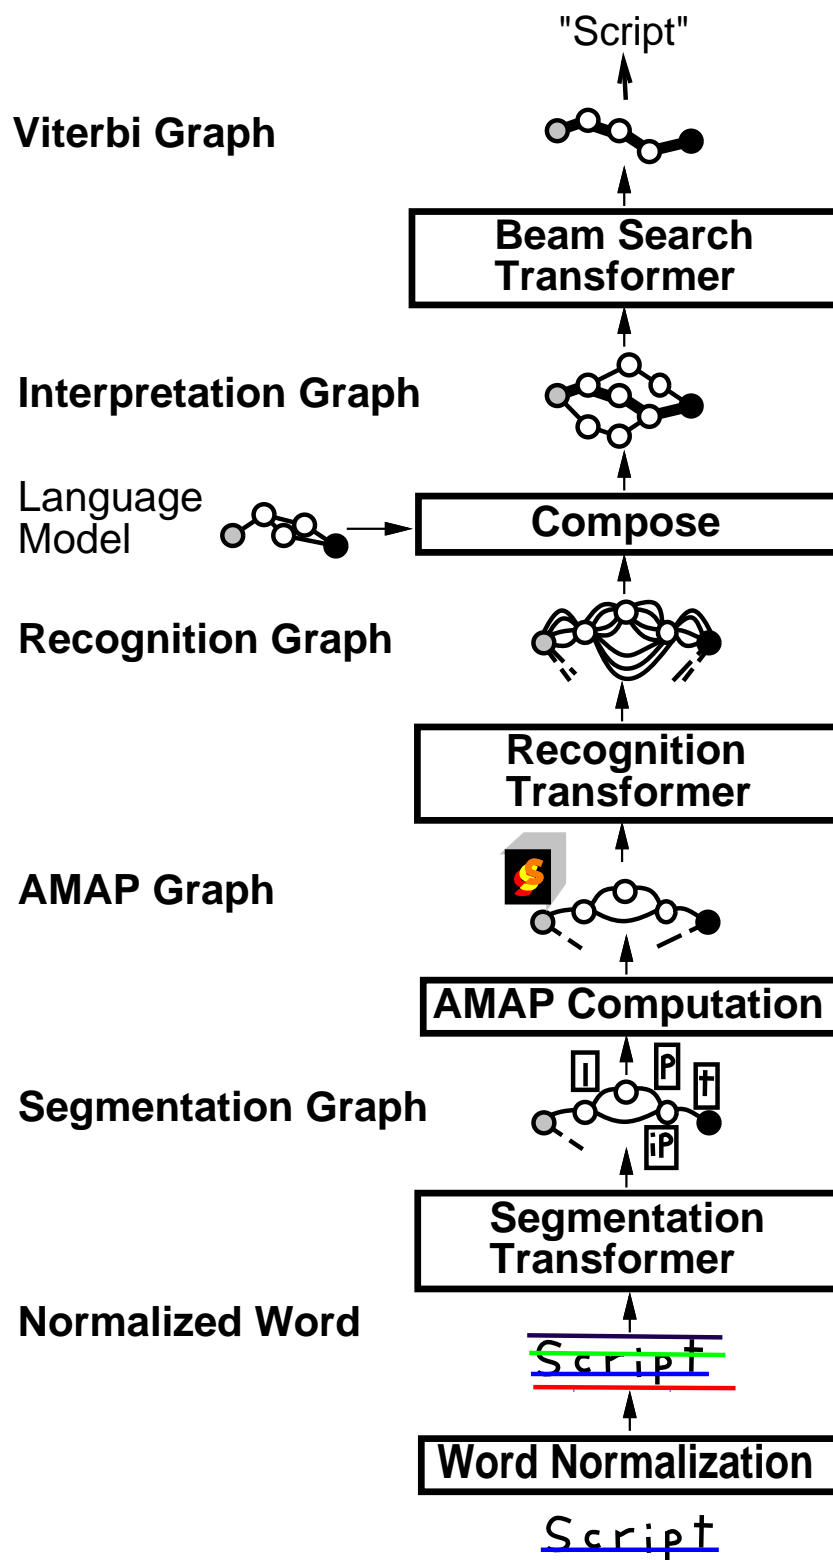 "Script"
Viterbi Graph
Beam Search
Transformer
Interpretation Graph
Language
Model
Compose
Recognition Graph
Recognition
Transformer
AMAP Graph
S
AMAP Computation
Segmentation Graph
l
p
t
ip
Segmentation
Transformer
Normalized Word
Script
Word Normalization
Script